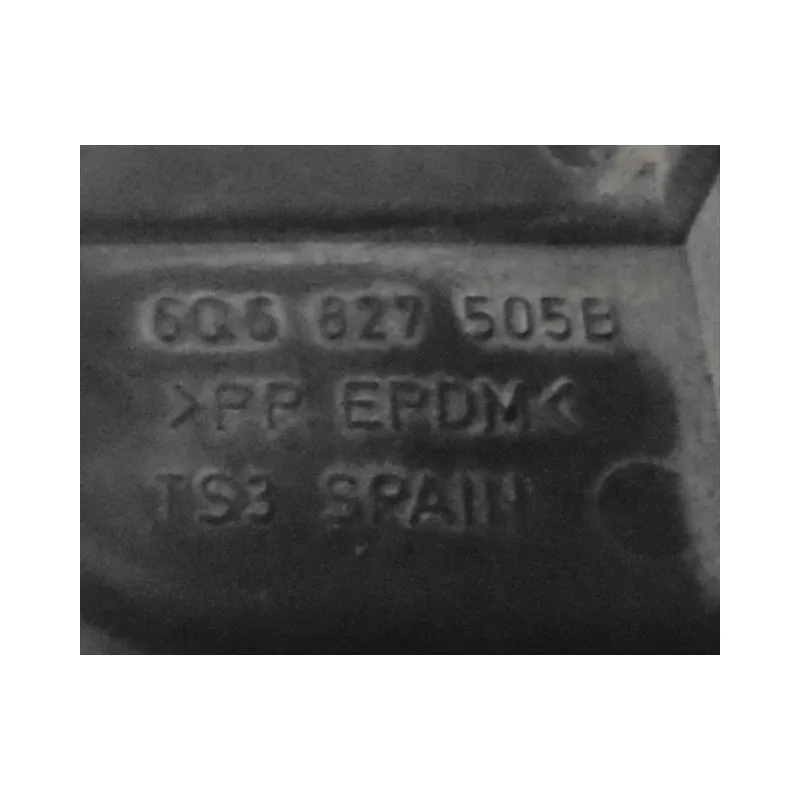 6Q6 827 505B
>PP EPDM<
TS3 SPAIN